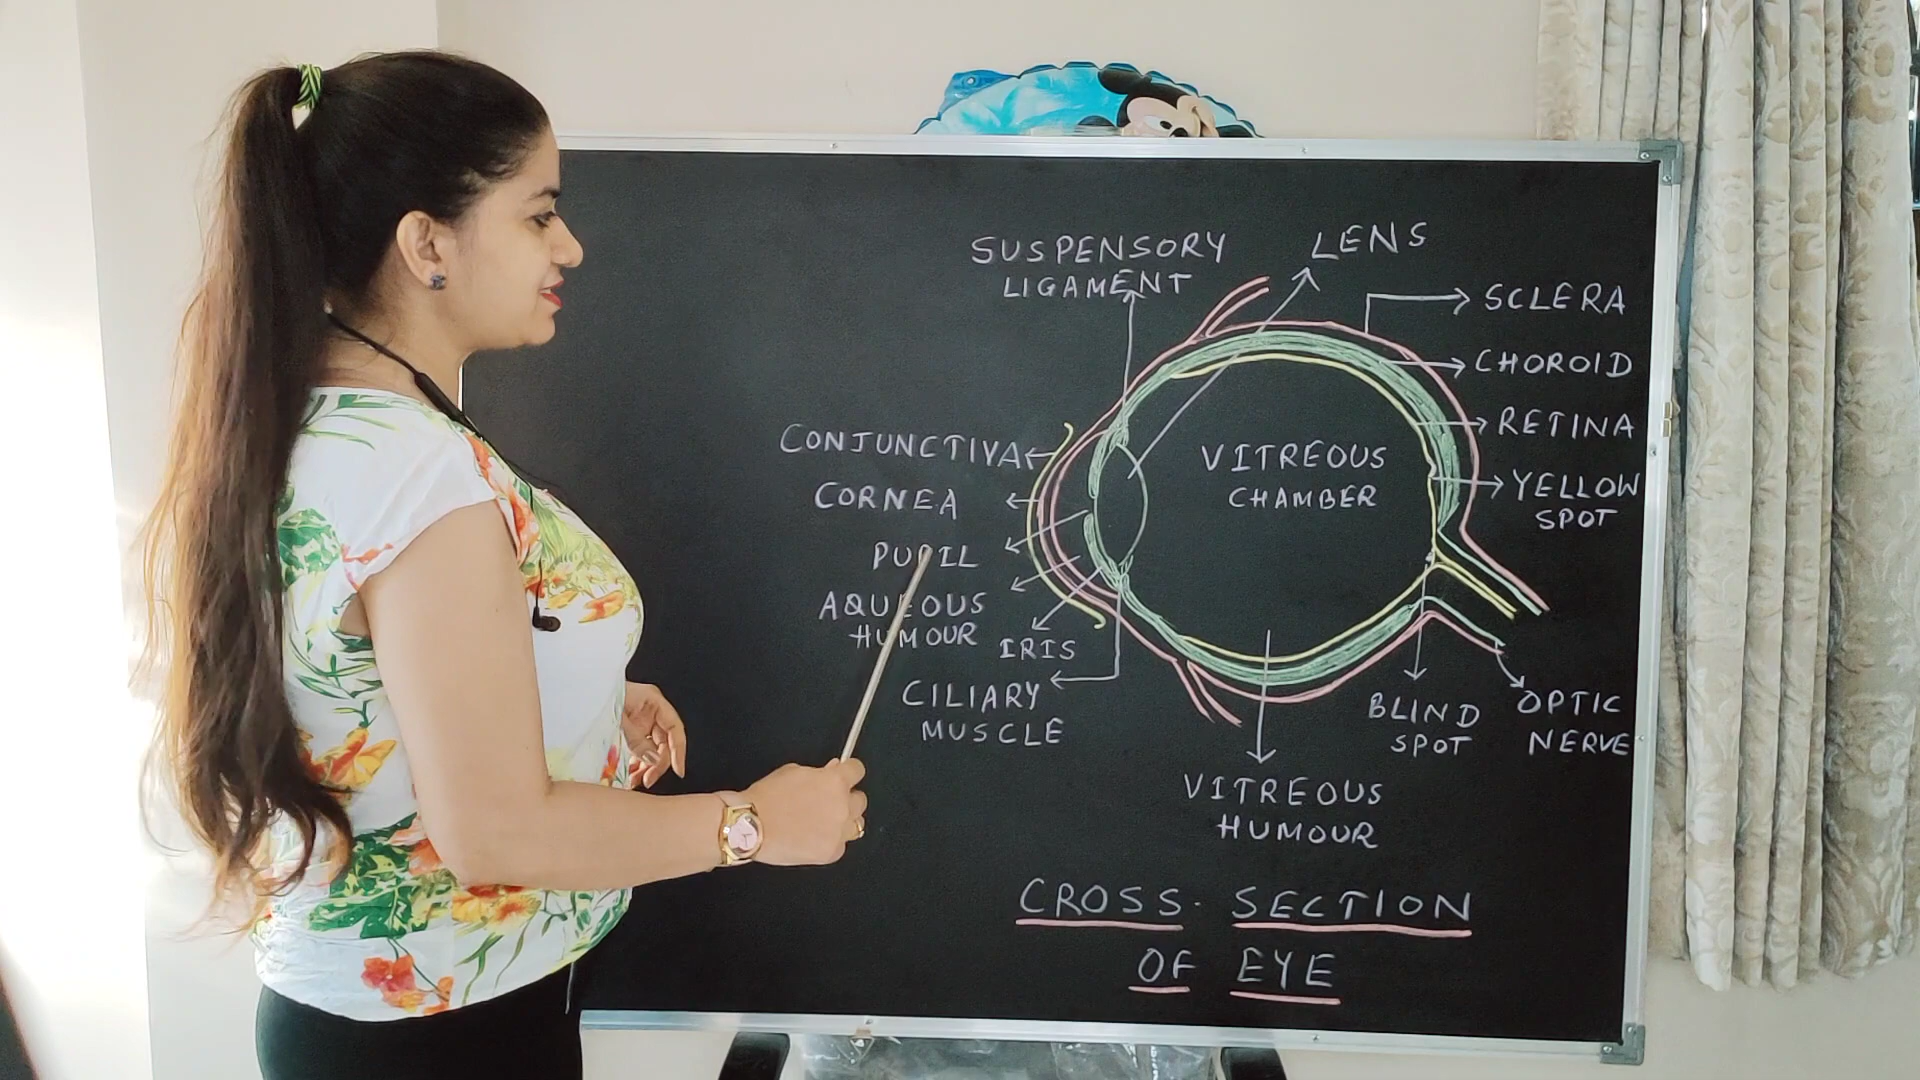 SUSPENSORY
LIGAMENT
LENS
SCLERA
CHOROID
RETINA
YELLOW
SPOT
CONJUNCTIVA
CORNEA
PUPIL
AQUEOUS
HUMOUR
IRIS
CILIARY
MUSCLE
VITREOUS
CHAMBER
BLIND
SPOT
OPTIC
NERVE
VITREOUS
HUMOUR
CROSS- SECTION
OF EYE